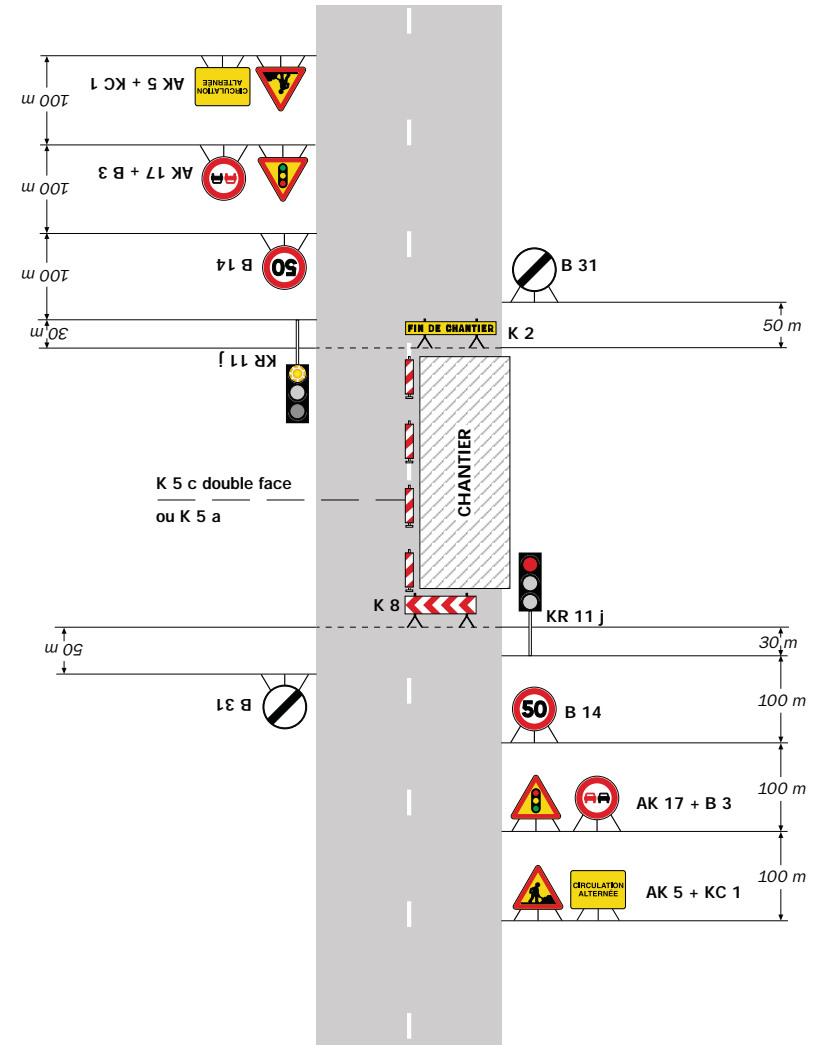 100 m
AK 5 + KC 1
CIRCULATION
ALTERNÉE
100 m
AK 17 + B 3
100 m
B 14
50
30 m
KR 11 j
B 31
50 m
FIN DE CHANTIER
K 2
CHANTIER
K 5 c double face
ou K 5 a
K 8
KR 11 j
50 m
30 m
B 31
50
B 14
100 m
AK 17 + B 3
100 m
CIRCULATION
ALTERNÉE
AK 5 + KC 1
100 m